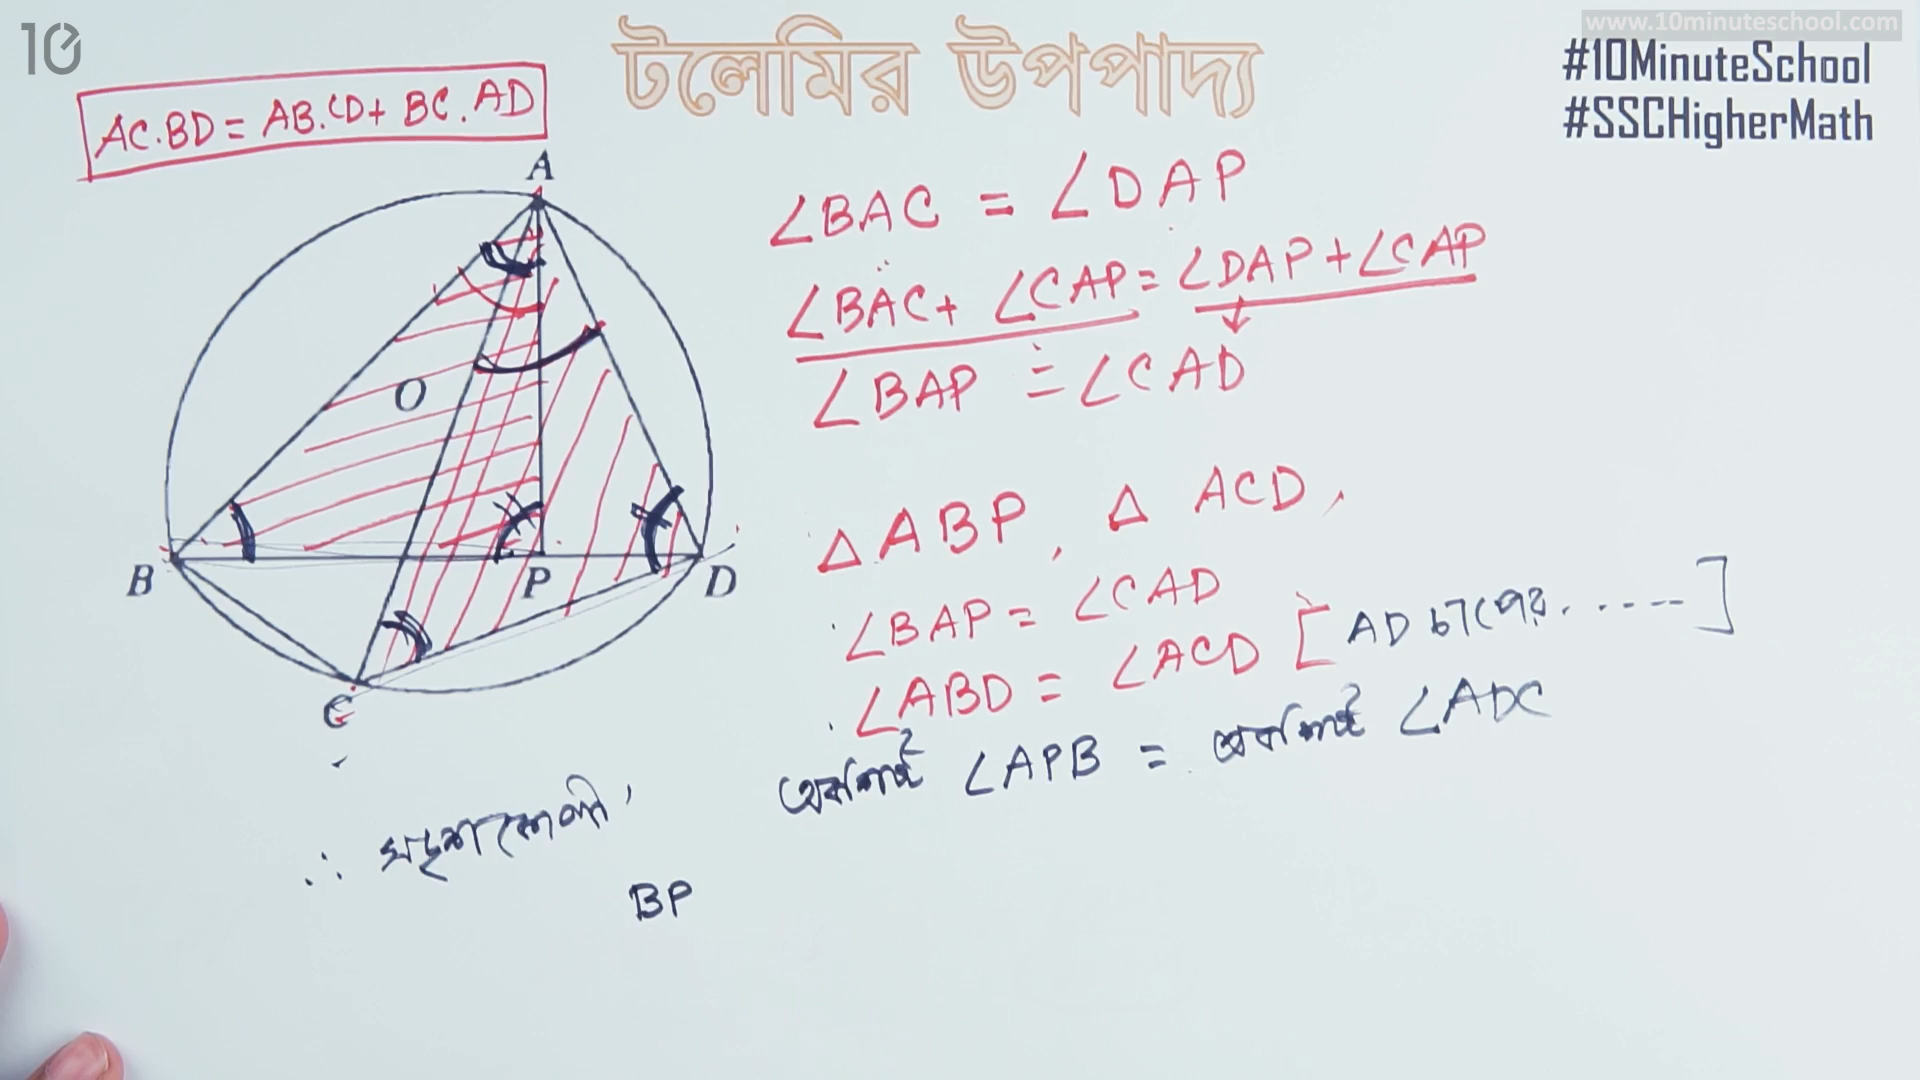 10
www.10minuteschool.com
টলেমির উপপাদ্য
#10MinuteSchool
#SSCHigherMath
AC.BD = AB.CD + BC.AD
A
O
B
P
D
C
∠BAC = ∠DAP
∠BAC + ∠CAP = ∠DAP + ∠CAP
∠BAP = ∠CAD
△ABP, △ ACD,
∠BAP = ∠CAD
∠ABD = ∠ACD [AD চাপের ......]
অবশিষ্ট ∠APB = অবশিষ্ট ∠ADC
∴ সদৃশকোণী
BP